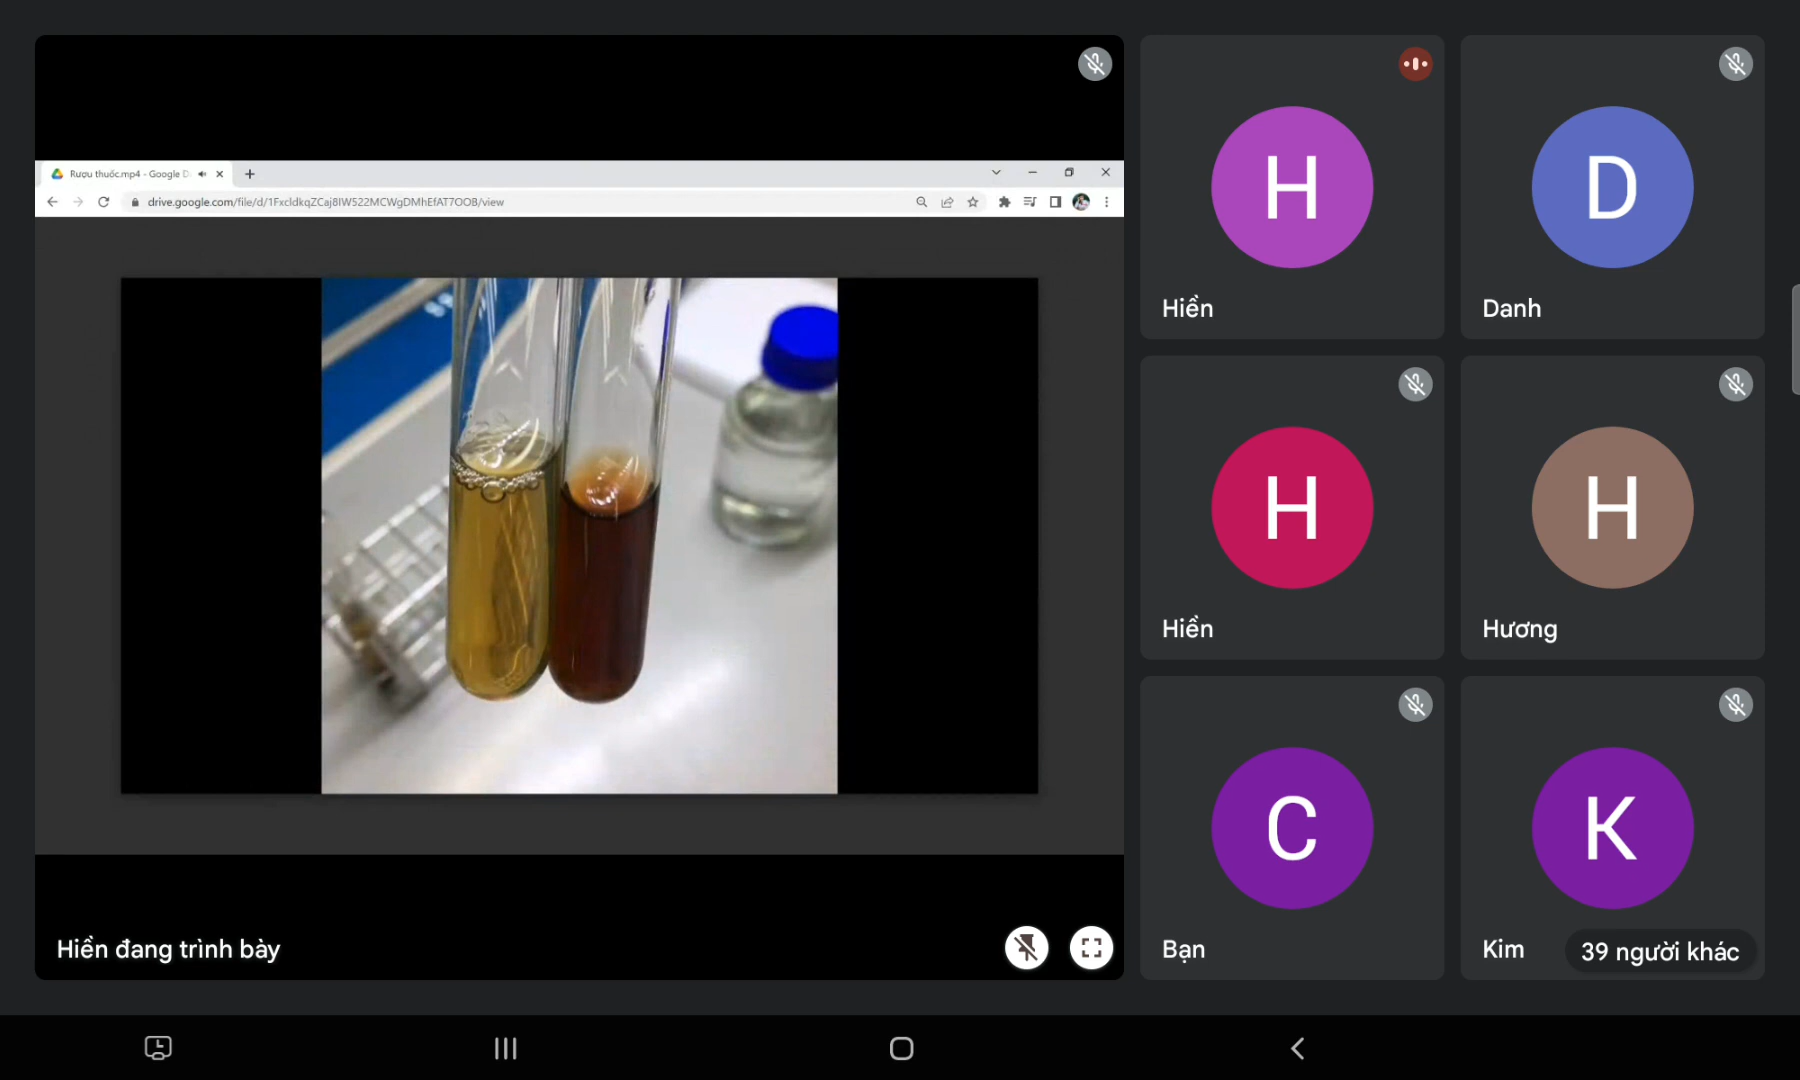 Rượu thuốc.mp4 - Google D
drive.google.com/file/d/1FxcldkqZCaj8IW522MCWgDMhEfAT7OOB/view
Hiền đang trình bày
H
Hiền
D
Danh
H
Hiền
H
Hương
C
Bạn
K
Kim
39 người khác